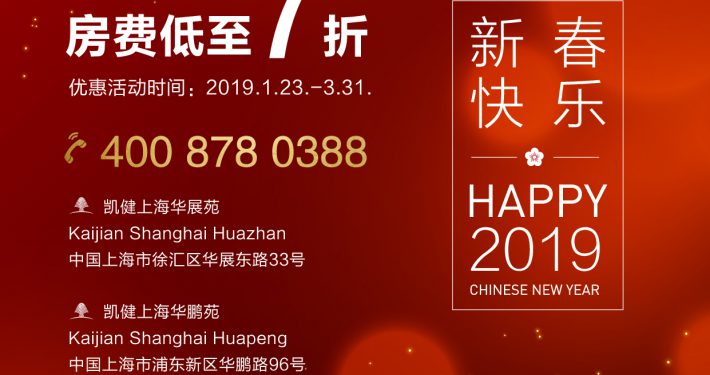 房费低至7折
优惠活动时间：2019.1.23.-3.31.
400 878 0388
凯健上海华展苑
Kaijian Shanghai Huazhan
中国上海市徐汇区华展东路33号
凯健上海华鹏苑
Kaijian Shanghai Huapeng
中国上海市浦东新区华鹏路96号
新春
快乐
HAPPY
2019
CHINESE NEW YEAR